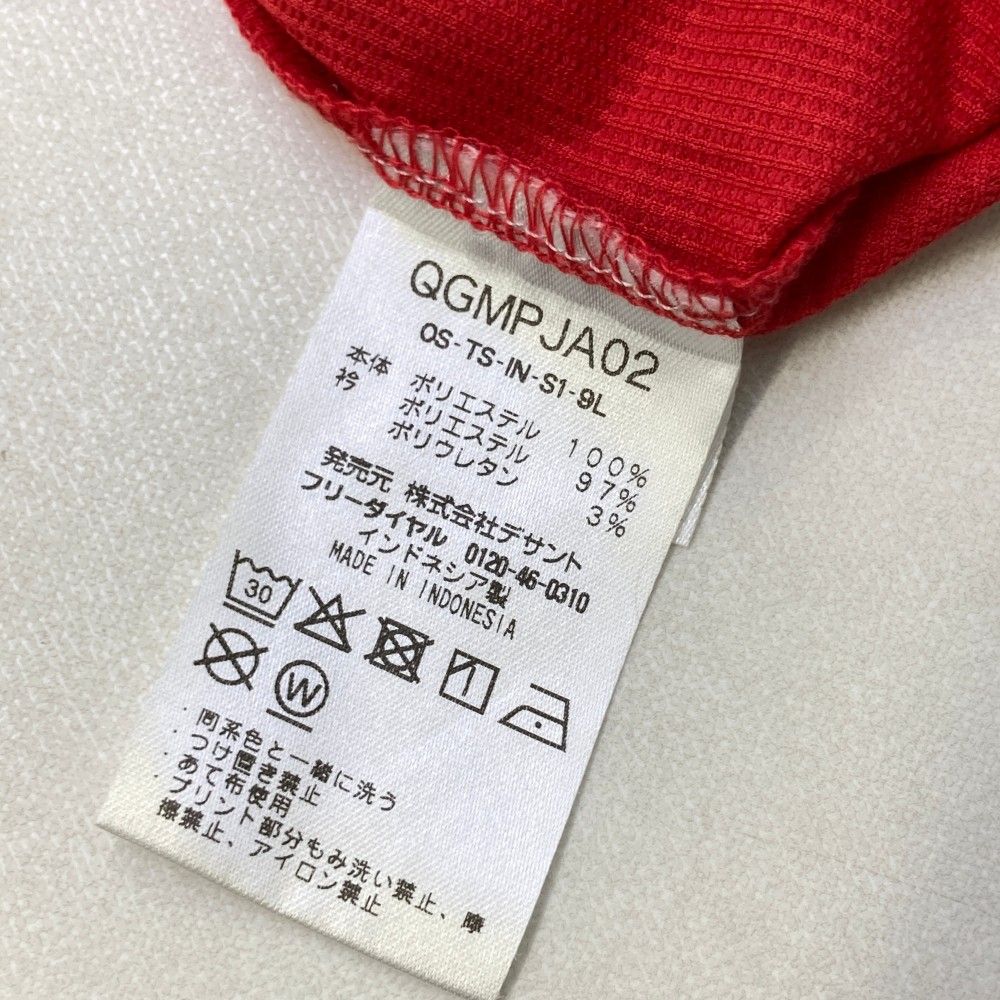 QGMPJA02
OS-TS-IN-S1-9L
本体 ポリエステル 100%
衿 ポリエステル 97%
ポリウレタン 3%
発売元 株式会社デサント
フリーダイヤル 0120-46-0310
インドネシア製
MADE IN INDONESIA
30
W
同系色と一緒に洗う
つけ置き禁止
あて布使用
プリント部分もみ洗い禁止、摩
擦禁止、アイロン禁止